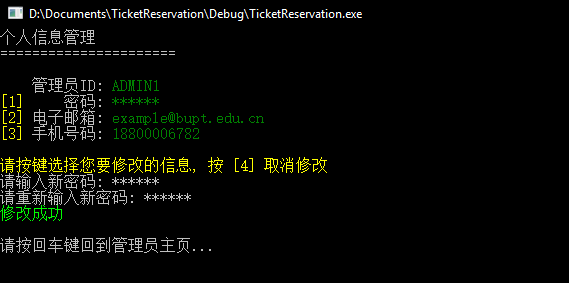 D:\Documents\TicketReservation\Debug\TicketReservation.exe
个人信息管理
======================
管理员ID: ADMIN1
[1] 密码: ******
[2] 电子邮箱: example@bupt.edu.cn
[3] 手机号码: 18800006782
请按键选择您要修改的信息, 按 [4] 取消修改
请输入新密码: ******
请重新输入新密码: ******
修改成功
请按回车键回到管理员主页...